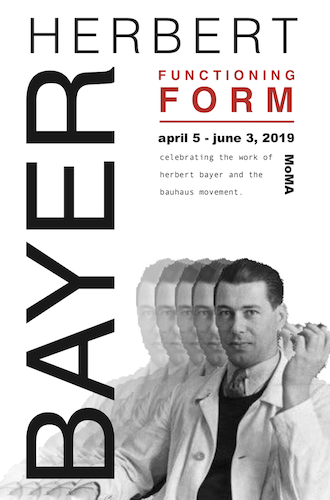 HERBERT
BAYER
FUNCTIONING
FORM
april 5 - june 3, 2019
celebrating the work of
herbert bayer and the
bauhaus movement.
MoMA